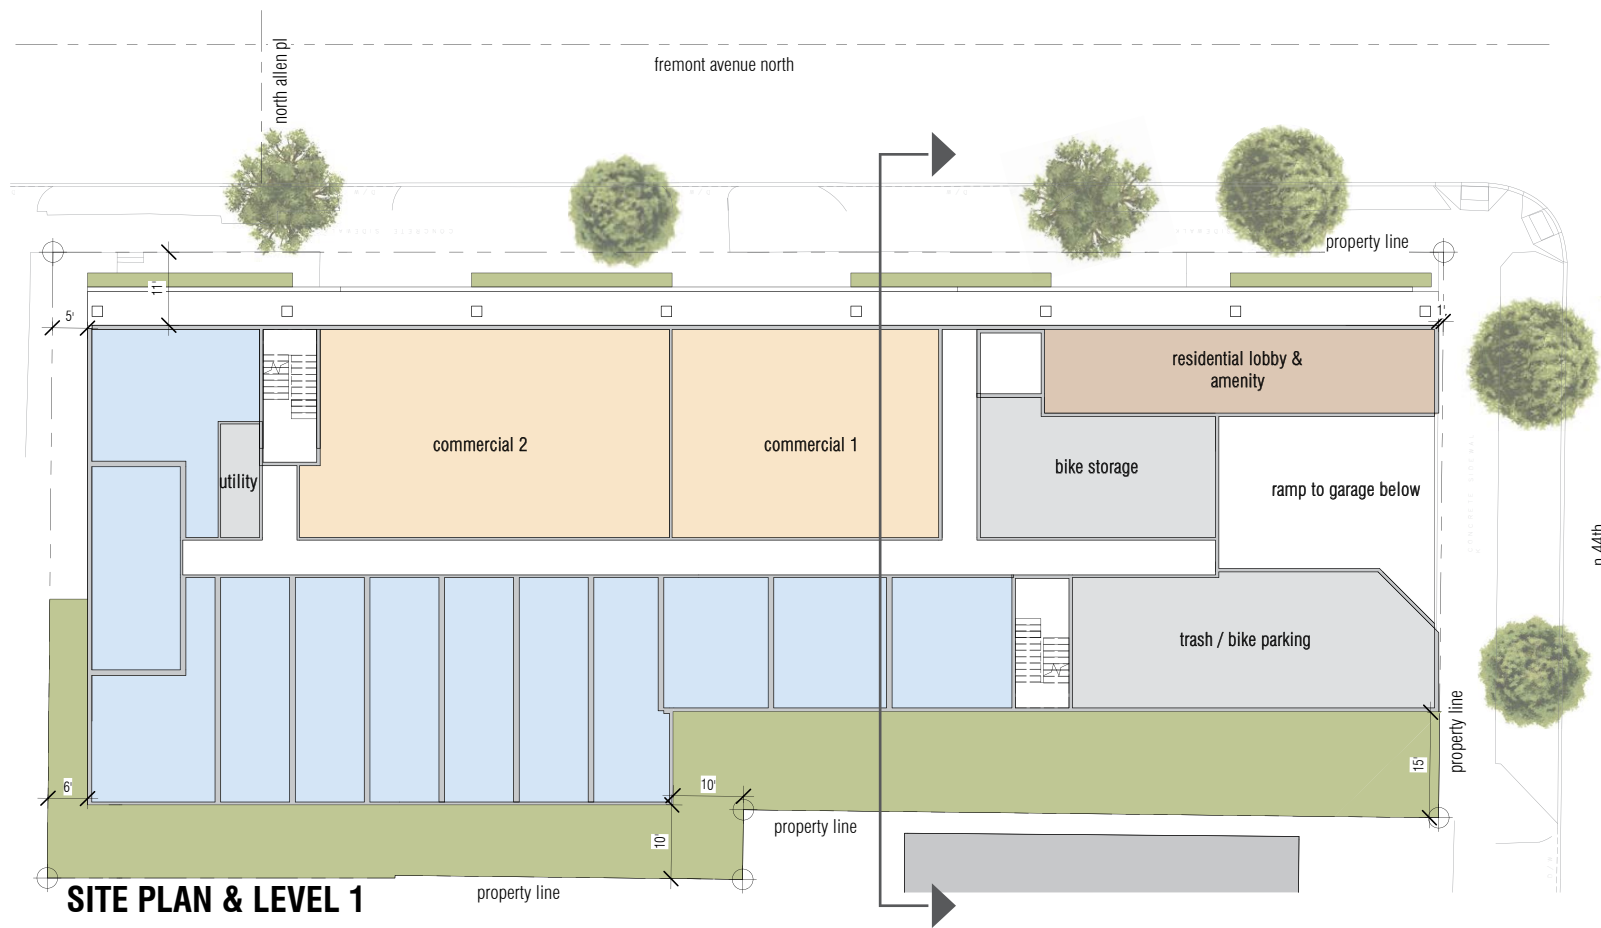 north allen pl
fremont avenue north
property line
11'
5'
1'
residential lobby &
amenity
commercial 2
commercial 1
bike storage
utility
ramp to garage below
n 44th
trash / bike parking
property line
15'
6'
10'
10'
property line
property line
SITE PLAN & LEVEL 1